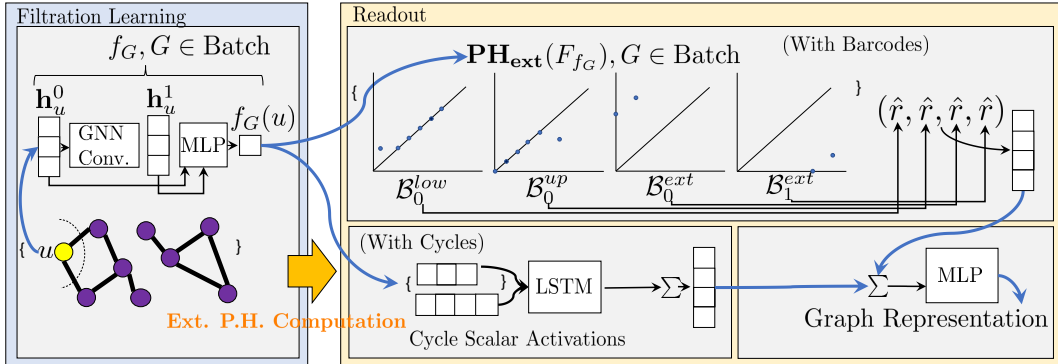 Filtration Learning
f_G, G ∈ Batch
h_u^0
h_u^1
f_G(u)
GNN
Conv.
MLP
{ u }
Ext. P.H. Computation
Readout
PH_ext(F_{f_G}), G ∈ Batch
(With Barcodes)
{ }
(r̂, r̂, r̂, r̂)
B_0^{low} B_0^{up} B_0^{ext} B_1^{ext}
(With Cycles)
{ }
LSTM
Σ
Cycle Scalar Activations
Σ
MLP
Graph Representation